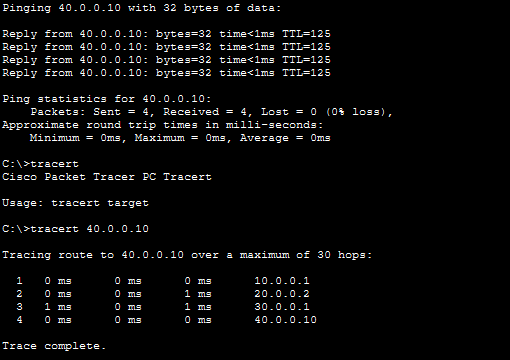 Pinging 40.0.0.10 with 32 bytes of data:
Reply from 40.0.0.10: bytes=32 time<1ms TTL=125
Reply from 40.0.0.10: bytes=32 time<1ms TTL=125
Reply from 40.0.0.10: bytes=32 time<1ms TTL=125
Reply from 40.0.0.10: bytes=32 time<1ms TTL=125
Ping statistics for 40.0.0.10:
    Packets: Sent = 4, Received = 4, Lost = 0 (0% loss),
Approximate round trip times in milli-seconds:
    Minimum = 0ms, Maximum = 0ms, Average = 0ms
C:\>tracert
Cisco Packet Tracer PC Tracert
Usage: tracert target
C:\>tracert 40.0.0.10
Tracing route to 40.0.0.10 over a maximum of 30 hops:
  1   0 ms      0 ms      0 ms      10.0.0.1
  2   0 ms      0 ms      1 ms      20.0.0.2
  3   1 ms      0 ms      1 ms      30.0.0.1
  4   0 ms      0 ms      0 ms      40.0.0.10
Trace complete.